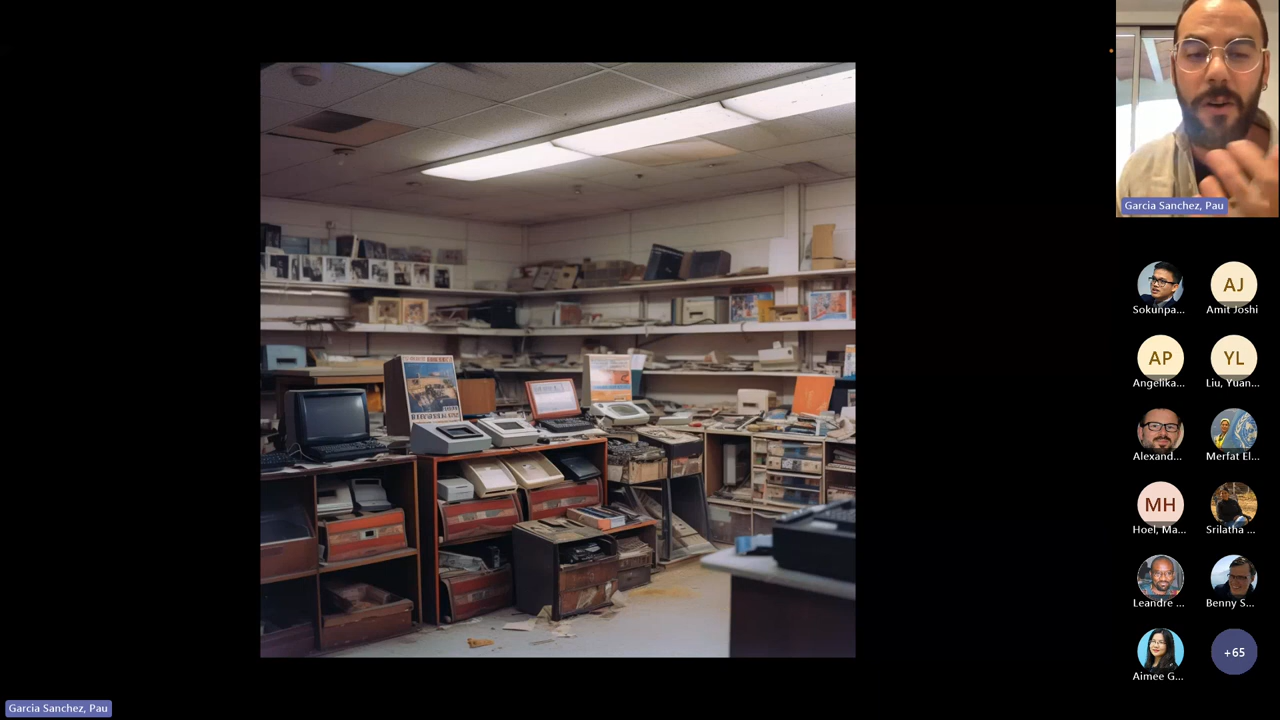 Garcia Sanchez, Pau
Sokunpa...
AJ
Amit Joshi
AP
Angelika...
YL
Liu, Yuan...
Alexand...
Merfat El...
MH
Hoel, Ma...
Srilatha ...
Leandre ...
Benny S...
Aimee G...
+65
Garcia Sanchez, Pau